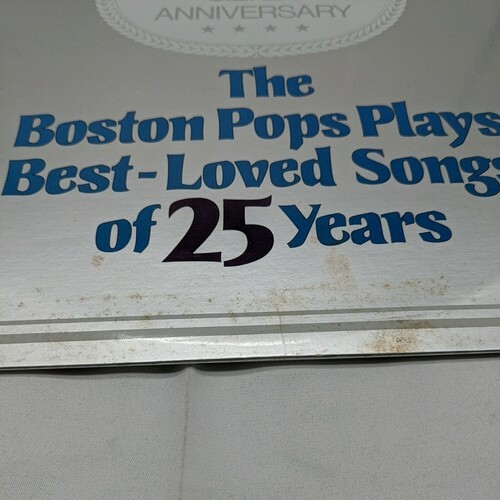 ANNIVERSARY
The
Boston Pops Plays
Best-Loved Songs
of 25 Years